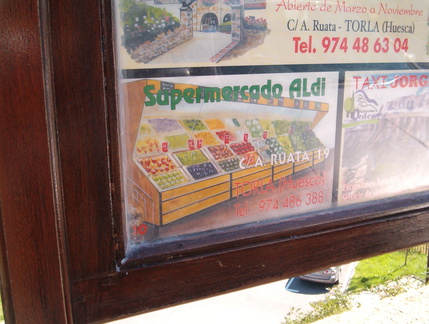 Abierto de Marzo a Noviembre
C/ A. Ruata - TORLA (Huesca)
Tel. 974 48 63 04
Supermercado ALdi
C/A. RUATA 19
TORLA (Huesca)
Tel. 974 486 388
TAXI JORG